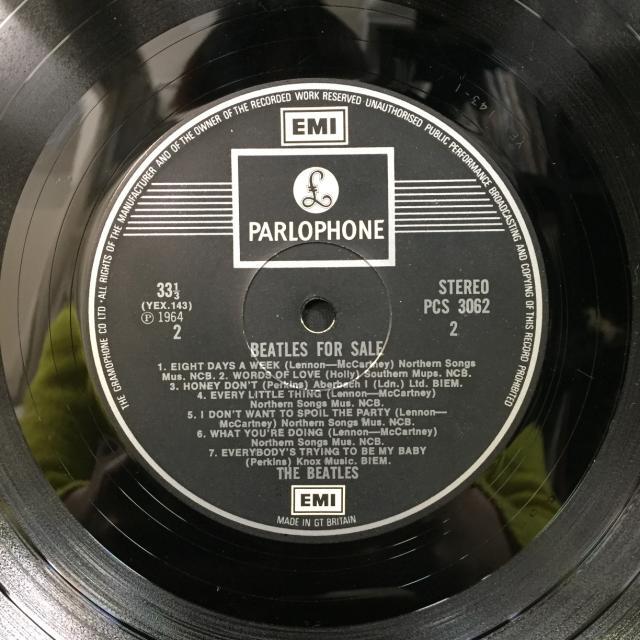 THE GRAMOPHONE CO LTD · ALL RIGHTS OF THE MANUFACTURER AND OF THE OWNER OF THE RECORDED WORK RESERVED UNAUTHORISED PUBLIC PERFORMANCE BROADCASTING AND COPYING OF THIS RECORD PROHIBITED
EMI
£
PARLOPHONE
33⅓
(YEX.143)
Ⓟ 1964
2
STEREO
PCS 3062
2
BEATLES FOR SALE
1. EIGHT DAYS A WEEK (Lennon—McCartney) Northern Songs
Mus. NCB. 2. WORDS OF LOVE (Holly) Southern Mups. NCB.
3. HONEY DON'T (Perkins) Aberbach I (Ldn.) Ltd. BIEM.
4. EVERY LITTLE THING (Lennon—McCartney)
Northern Songs Mus. NCB.
5. I DON'T WANT TO SPOIL THE PARTY (Lennon—
McCartney) Northern Songs Mus. NCB.
6. WHAT YOU'RE DOING (Lennon—McCartney)
Northern Songs Mus. NCB.
7. EVERYBODY'S TRYING TO BE MY BABY
(Perkins) Knox Music. BIEM.
THE BEATLES
EMI
MADE IN GT BRITAIN